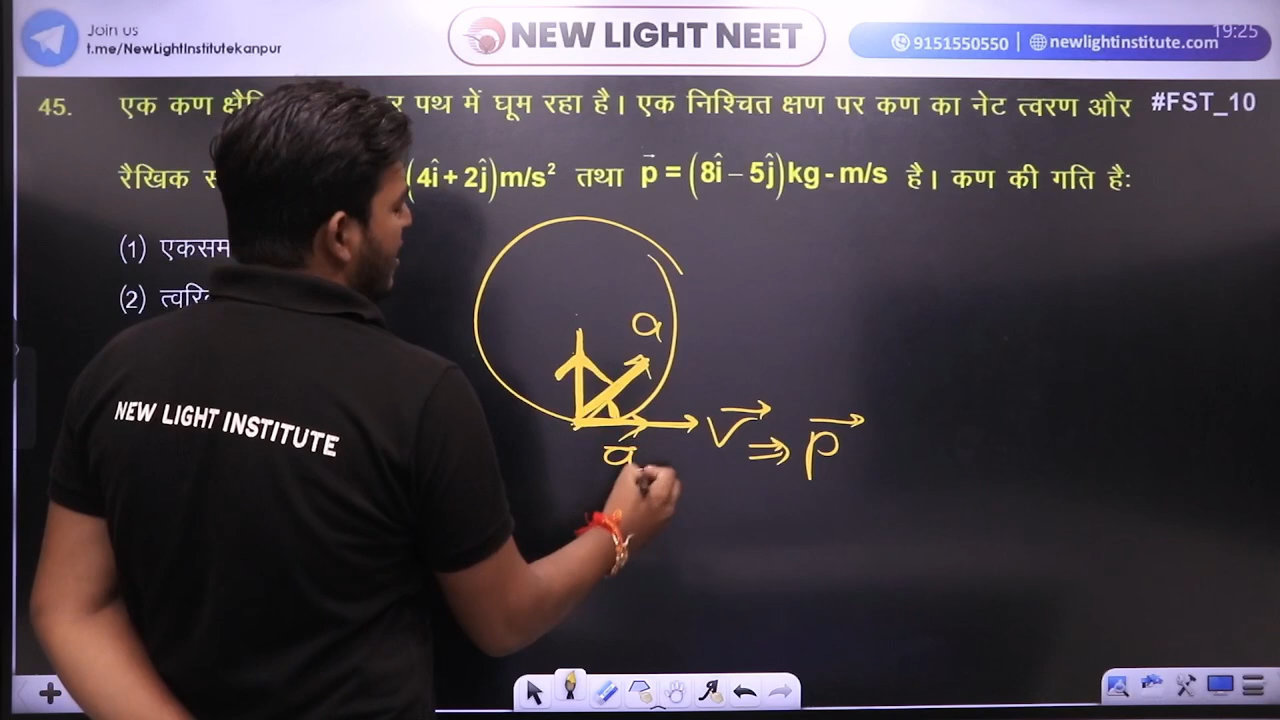 Join us
t.me/NewLightInstitutekanpur
NEW LIGHT NEET
9151550550 | newlightinstitute.com
19:25
45. एक कण पथ में घूम रहा है। एक निश्चित क्षण पर कण का नेट त्वरण और #FST_10
रैखिक (4î + 2ĵ)m/s² तथा p⃗ = (8î – 5ĵ)kg - m/s है। कण की गति है:
(1)
(2)
a
v⃗ ⇒ p⃗
a
NEW LIGHT INSTITUTE